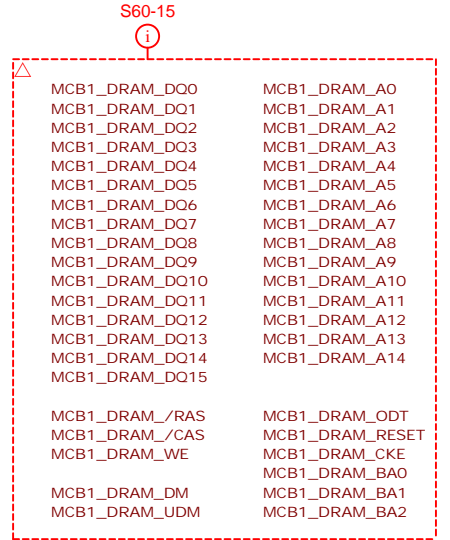 S60-15
i
MCB1_DRAM_DQ0 MCB1_DRAM_A0
MCB1_DRAM_DQ1 MCB1_DRAM_A1
MCB1_DRAM_DQ2 MCB1_DRAM_A2
MCB1_DRAM_DQ3 MCB1_DRAM_A3
MCB1_DRAM_DQ4 MCB1_DRAM_A4
MCB1_DRAM_DQ5 MCB1_DRAM_A5
MCB1_DRAM_DQ6 MCB1_DRAM_A6
MCB1_DRAM_DQ7 MCB1_DRAM_A7
MCB1_DRAM_DQ8 MCB1_DRAM_A8
MCB1_DRAM_DQ9 MCB1_DRAM_A9
MCB1_DRAM_DQ10 MCB1_DRAM_A10
MCB1_DRAM_DQ11 MCB1_DRAM_A11
MCB1_DRAM_DQ12 MCB1_DRAM_A12
MCB1_DRAM_DQ13 MCB1_DRAM_A13
MCB1_DRAM_DQ14 MCB1_DRAM_A14
MCB1_DRAM_DQ15
MCB1_DRAM_/RAS MCB1_DRAM_ODT
MCB1_DRAM_/CAS MCB1_DRAM_RESET
MCB1_DRAM_WE MCB1_DRAM_CKE
MCB1_DRAM_BA0
MCB1_DRAM_DM MCB1_DRAM_BA1
MCB1_DRAM_UDM MCB1_DRAM_BA2